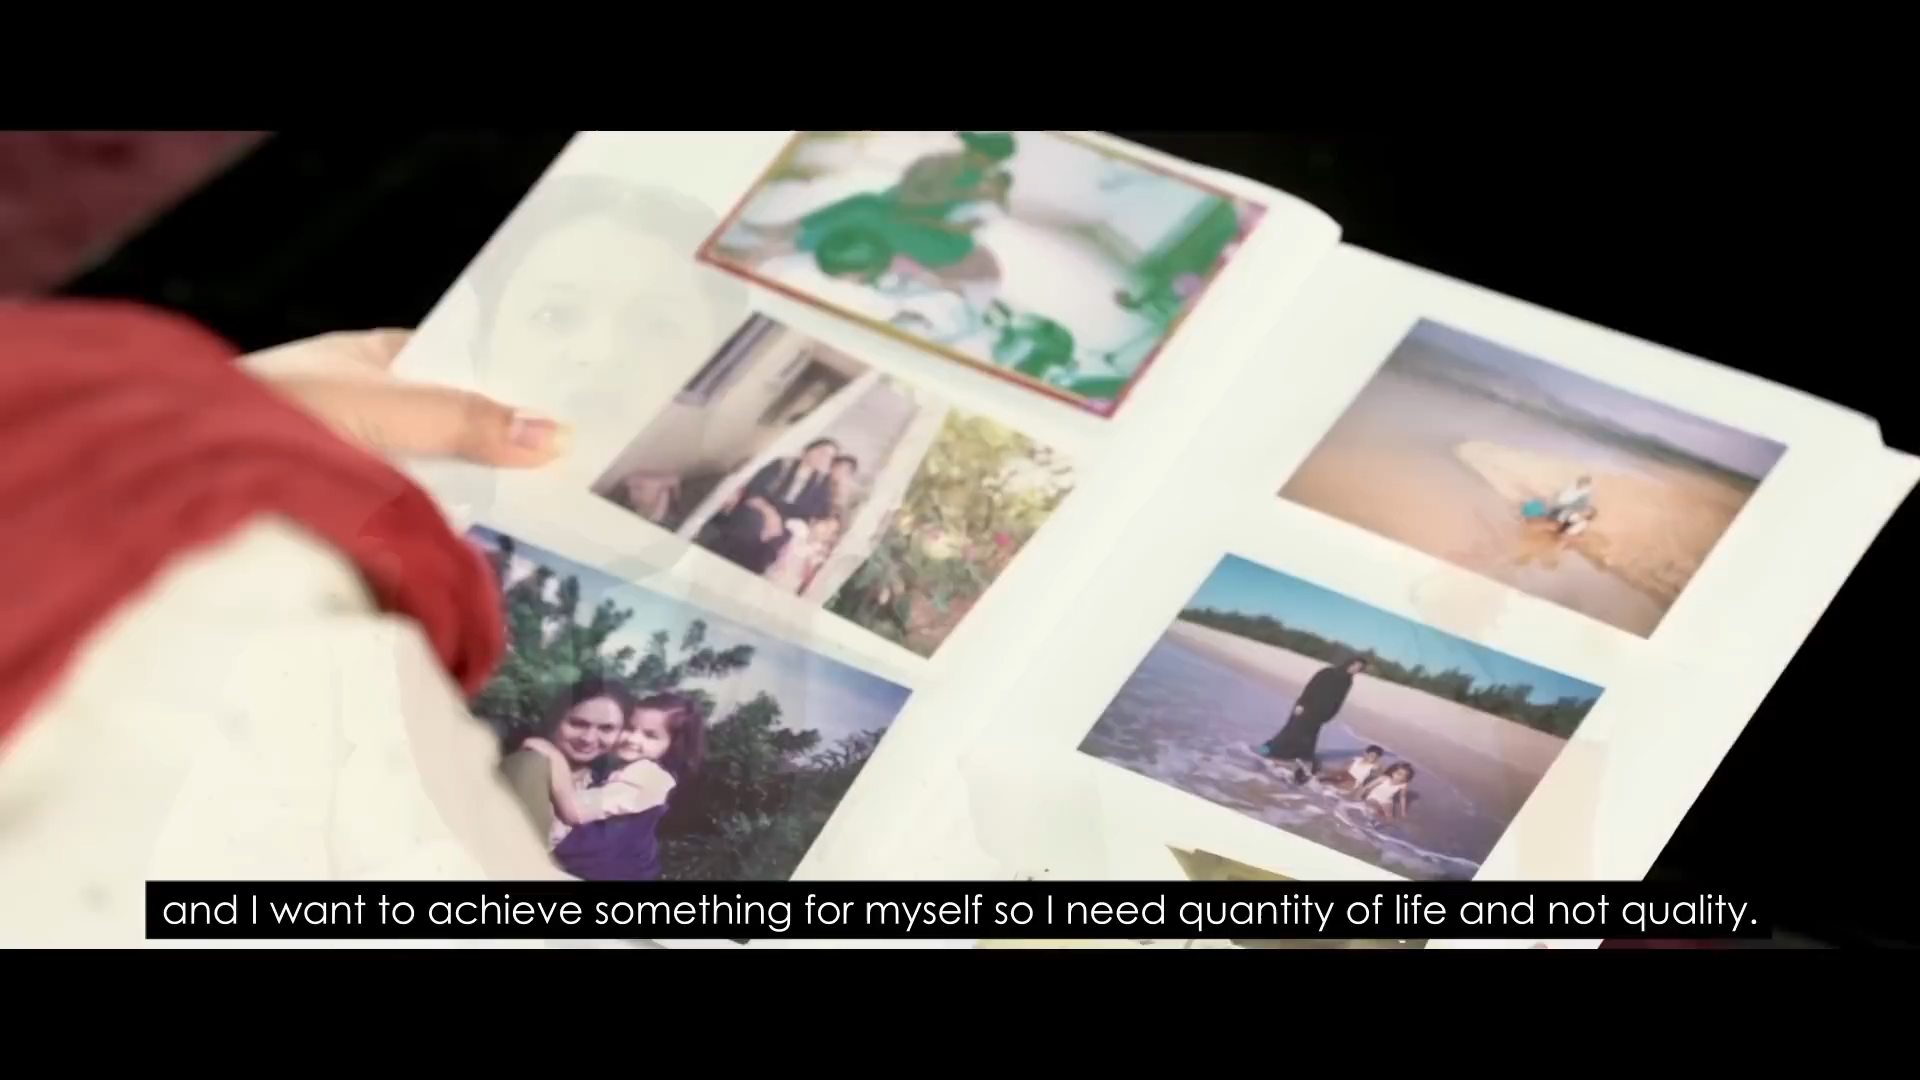 and I want to achieve something for myself so I need quantity of life and not quality.